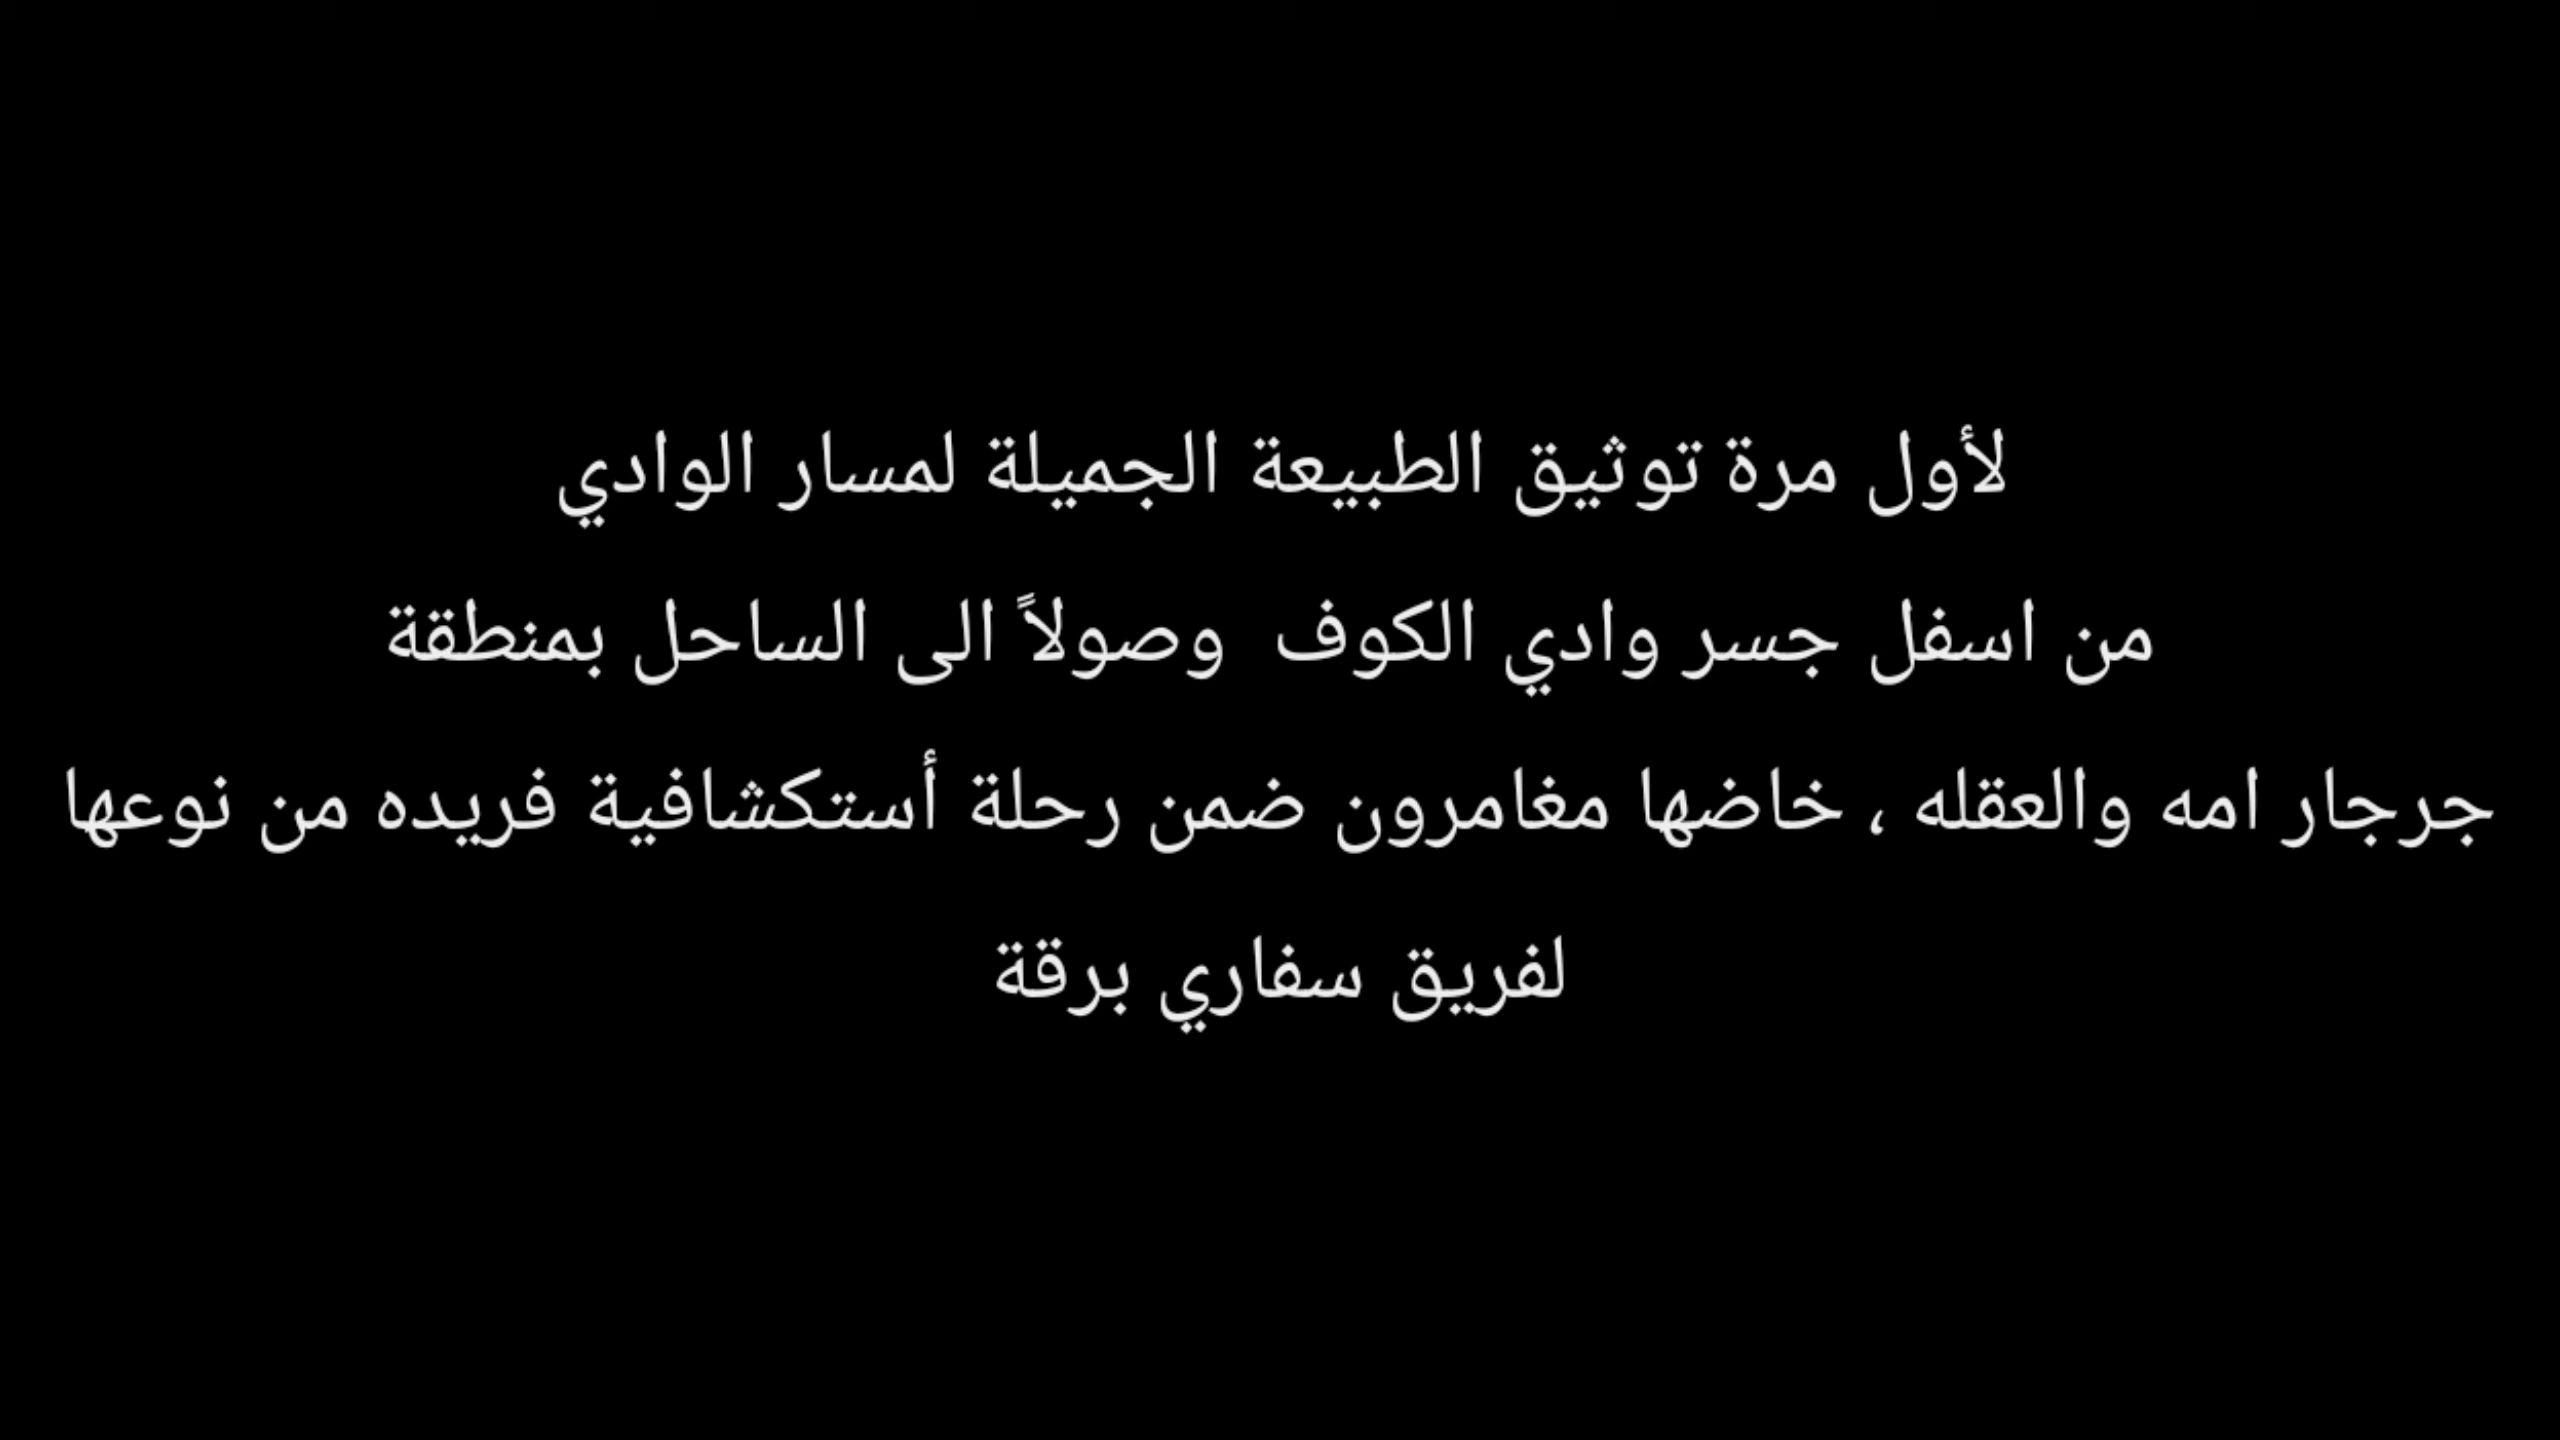 لأول مرة توثيق الطبيعة الجميلة لمسار الوادي
من اسفل جسر وادي الكوف  وصولاً الى الساحل بمنطقة
جرجار امه والعقله ، خاضها مغامرون ضمن رحلة أستكشافية فريده من نوعها
لفريق سفاري برقة